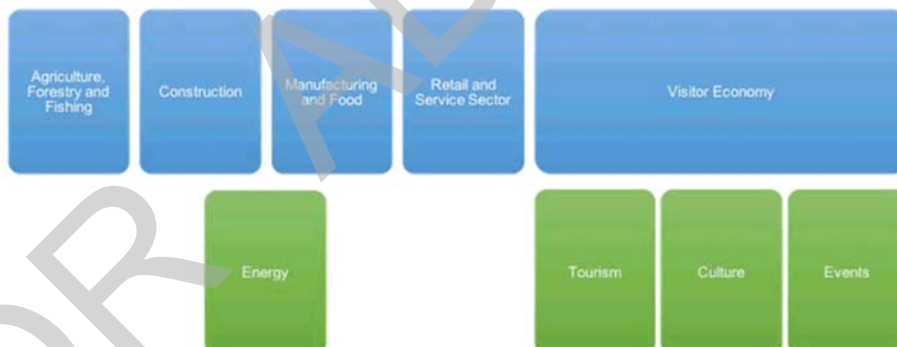 Agriculture,
Forestry and
Fishing
Construction
Manufacturing
and Food
Retail and
Service Sector
Visitor Economy
Energy
Tourism
Culture
Events